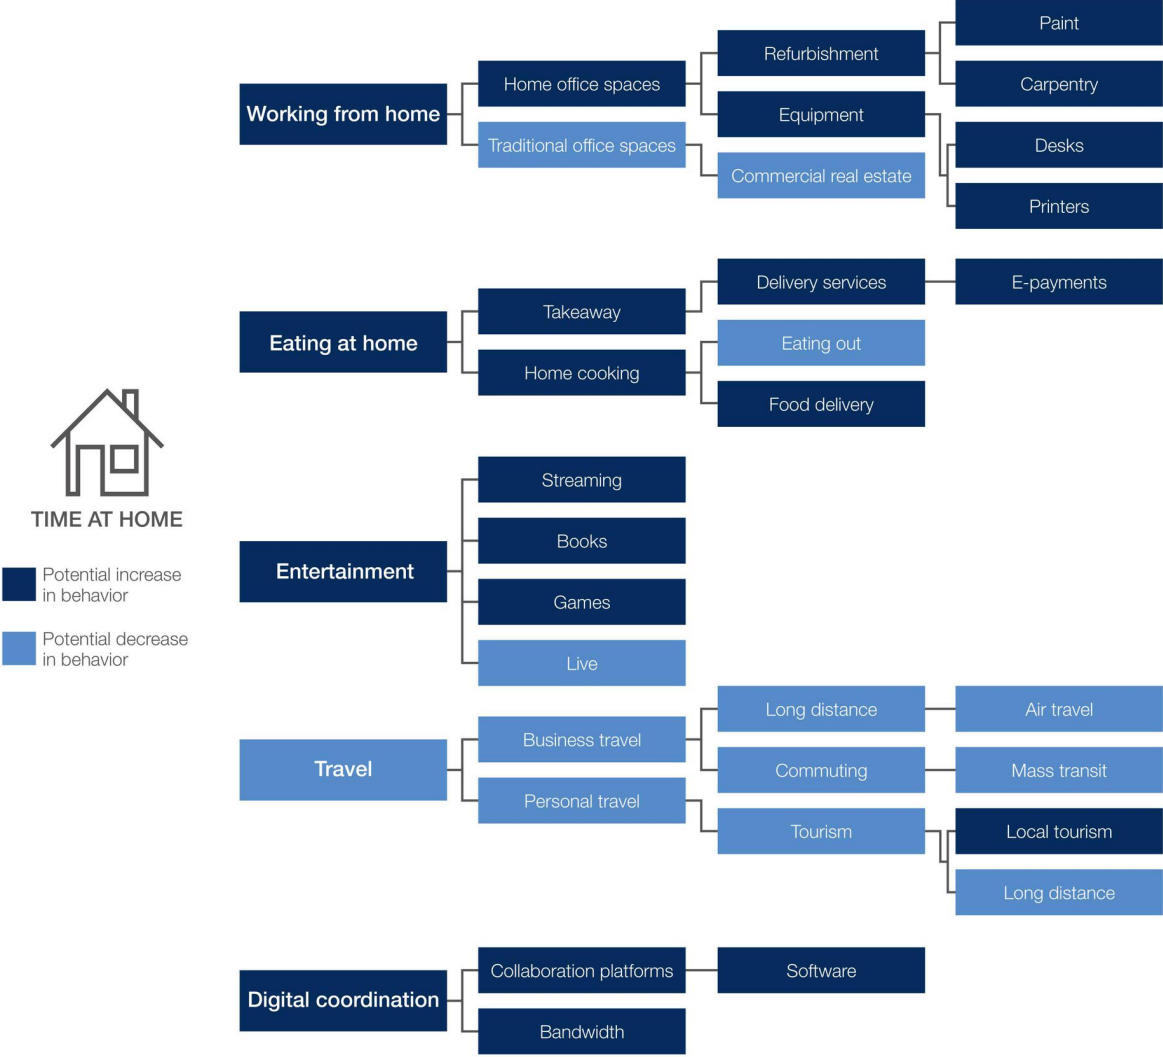 Working from home
Home office spaces
Refurbishment
Paint
Carpentry
Equipment
Desks
Printers
Traditional office spaces
Commercial real estate
Eating at home
Takeaway
Delivery services
E-payments
Home cooking
Eating out
Food delivery
TIME AT HOME
Potential increase
in behavior
Potential decrease
in behavior
Entertainment
Streaming
Books
Games
Live
Travel
Business travel
Long distance
Air travel
Commuting
Mass transit
Personal travel
Tourism
Local tourism
Long distance
Digital coordination
Collaboration platforms
Software
Bandwidth